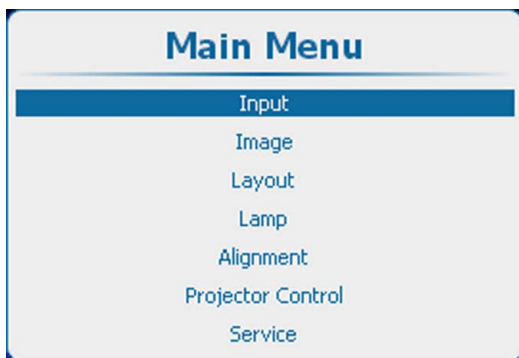 Main Menu
Input
Image
Layout
Lamp
Alignment
Projector Control
Service